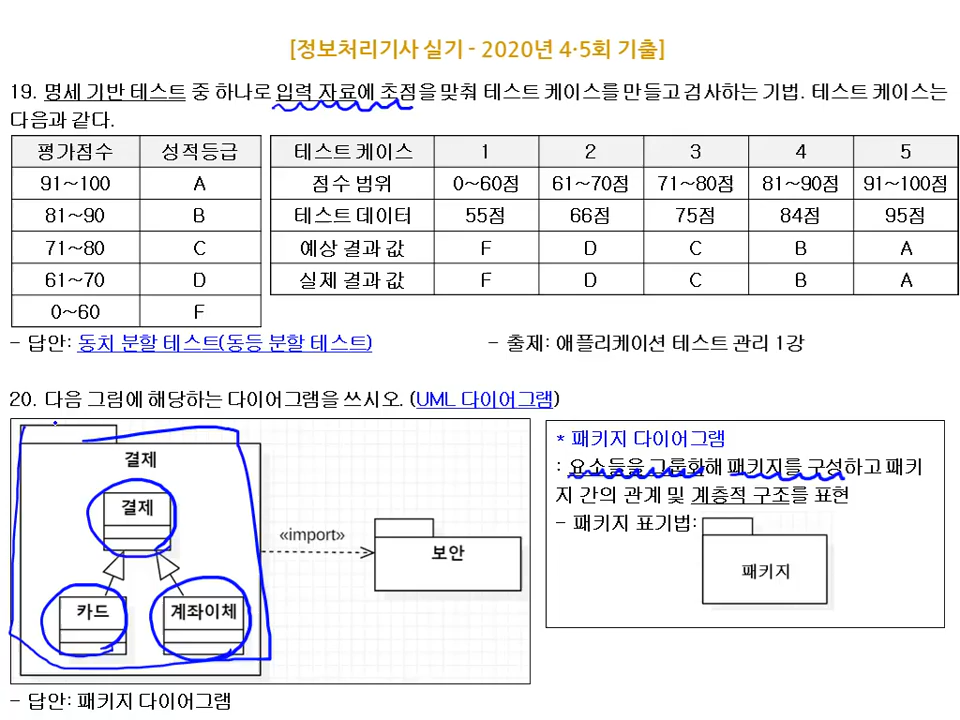 [정보처리기사 실기 - 2020년 4·5회 기출]
19. 명세 기반 테스트 중 하나로 입력 자료에 초점을 맞춰 테스트 케이스를 만들고 검사하는 기법. 테스트 케이스는
다음과 같다.
평가점수 성적등급
91~100 A
81~90 B
71~80 C
61~70 D
0~60 F
테스트 케이스 1 2 3 4 5
점수 범위 0~60점 61~70점 71~80점 81~90점 91~100점
테스트 데이터 55점 66점 75점 84점 95점
예상 결과 값 F D C B A
실제 결과 값 F D C B A
- 답안: 동치 분할 테스트(동등 분할 테스트) - 출제: 애플리케이션 테스트 관리 1강
20. 다음 그림에 해당하는 다이어그램을 쓰시오. (UML 다이어그램)
결제
결제
카드 계좌이체
«import»
보안
* 패키지 다이어그램
: 요소들을 그룹화해 패키지를 구성하고 패키
지 간의 관계 및 계층적 구조를 표현
- 패키지 표기법:
패키지
- 답안: 패키지 다이어그램